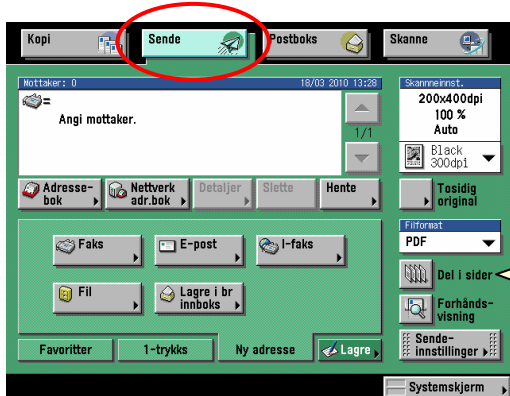 Kopi
Sende
Postboks
Skanne
Mottaker: 0
18/03 2010 13:28
Angi mottaker.
1/1
Adresse-
bok
Nettverk
adr.bok
Detaljer
Slette
Hente
Faks
E-post
I-faks
Fil
Lagre i br
innboks
Favoritter
1-trykks
Ny adresse
Lagre
Skanneinnst.
200x400dpi
100 %
Auto
Black
300dpi
Tosidig
original
Filformat
PDF
Del i sider
Forhånds-
visning
Sende-
innstillinger
Systemskjerm